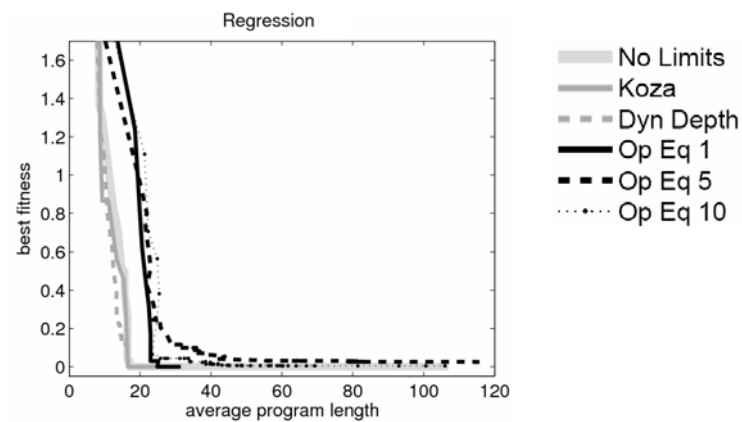 Regression
1.6
1.4
1.2
1
0.8
0.6
0.4
0.2
0
best fitness
0 20 40 60 80 100 120
average program length
No Limits
Koza
Dyn Depth
Op Eq 1
Op Eq 5
Op Eq 10